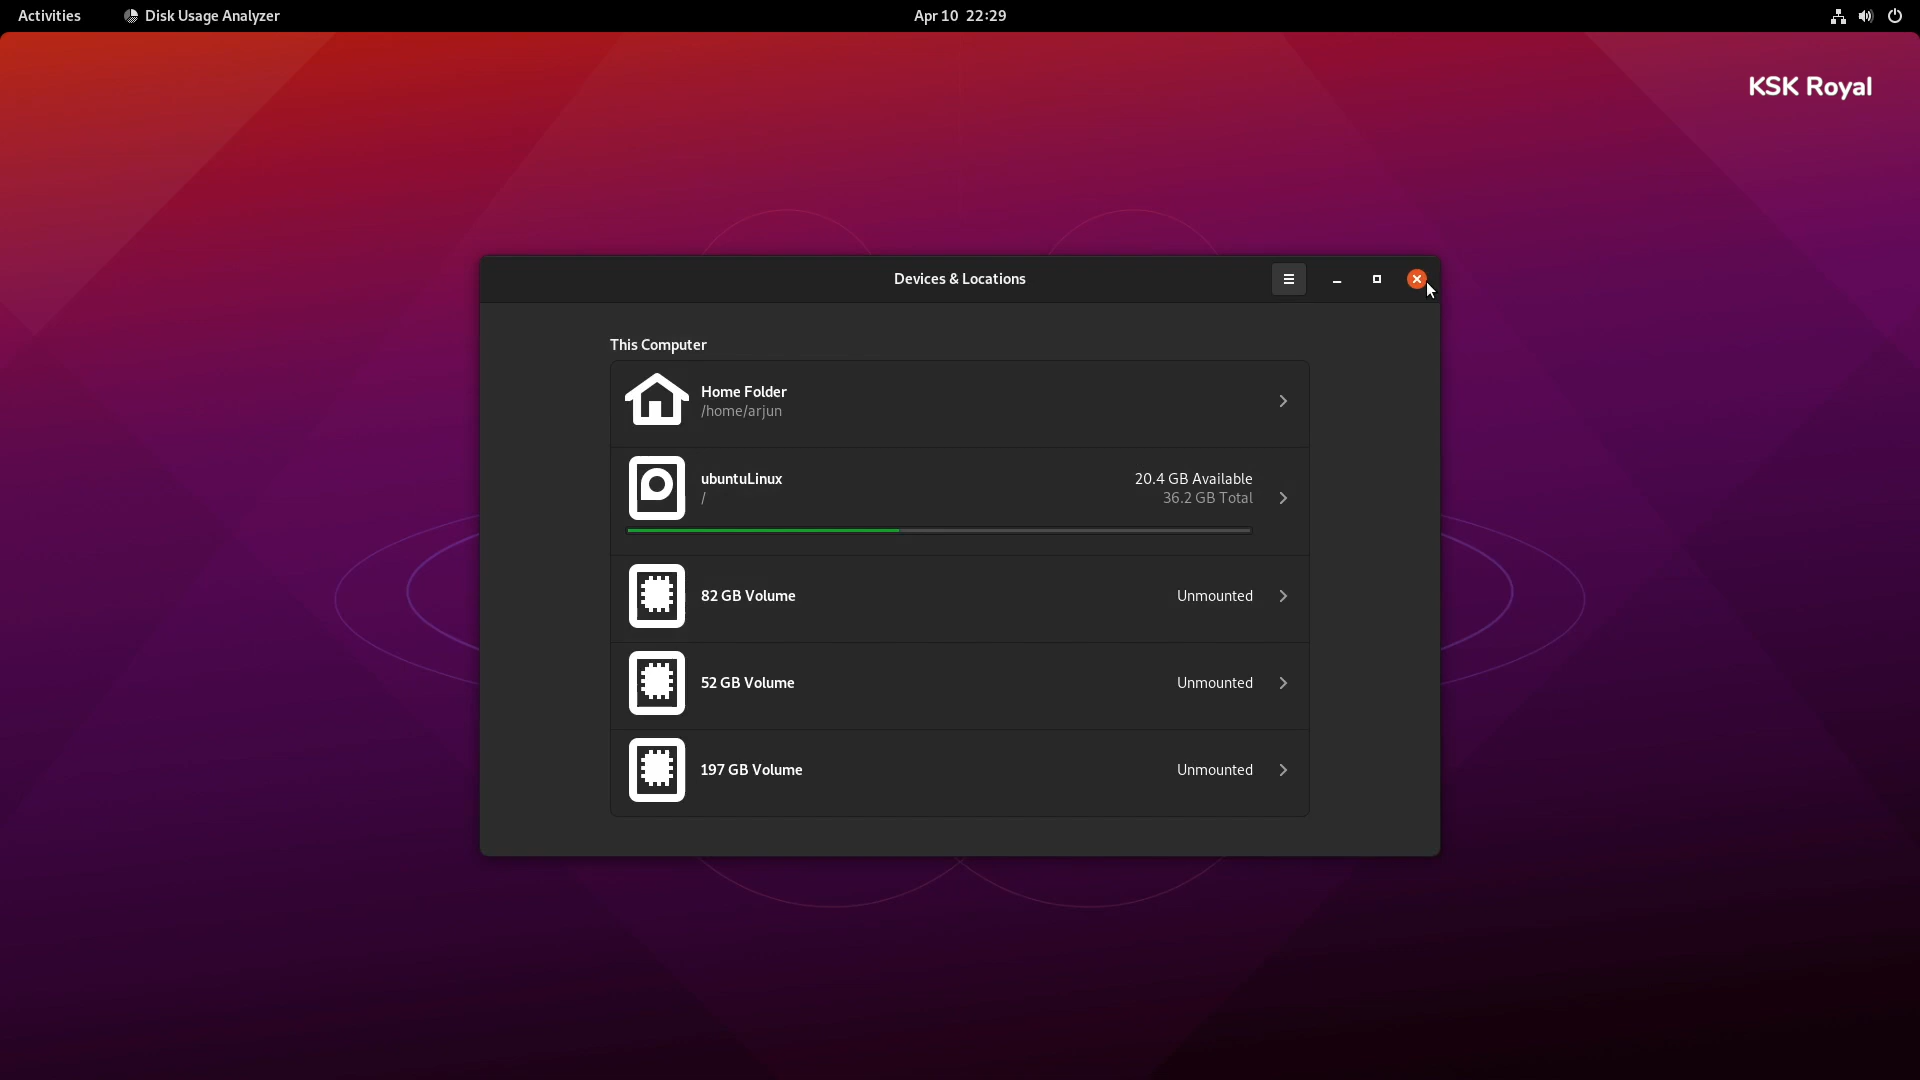 Activities
Disk Usage Analyzer
Apr 10 22:29
KSK Royal
Devices & Locations
This Computer
Home Folder
/home/arjun
ubuntuLinux
20.4 GB Available
/
36.2 GB Total
82 GB Volume
Unmounted
52 GB Volume
Unmounted
197 GB Volume
Unmounted